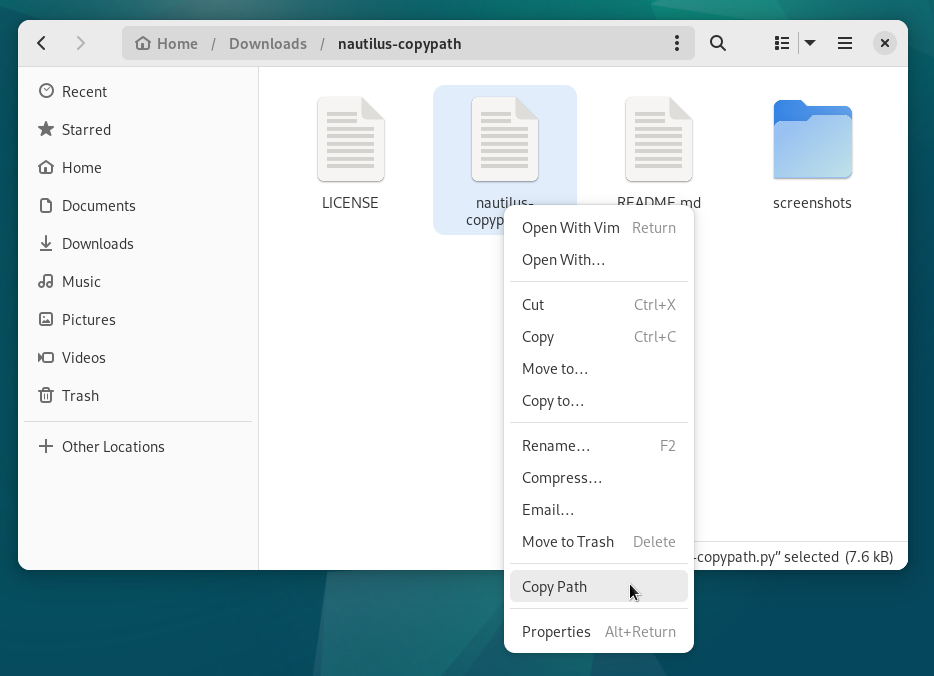 Home / Downloads / nautilus-copypath
Recent
Starred
Home
Documents
Downloads
Music
Pictures
Videos
Trash
Other Locations
LICENSE
nautilus-
copyp
README.md
screenshots
Open With Vim Return
Open With…
Cut Ctrl+X
Copy Ctrl+C
Move to…
Copy to…
Rename… F2
Compress…
Email…
Move to Trash Delete
Copy Path
Properties Alt+Return
-copypath.py” selected (7.6 kB)